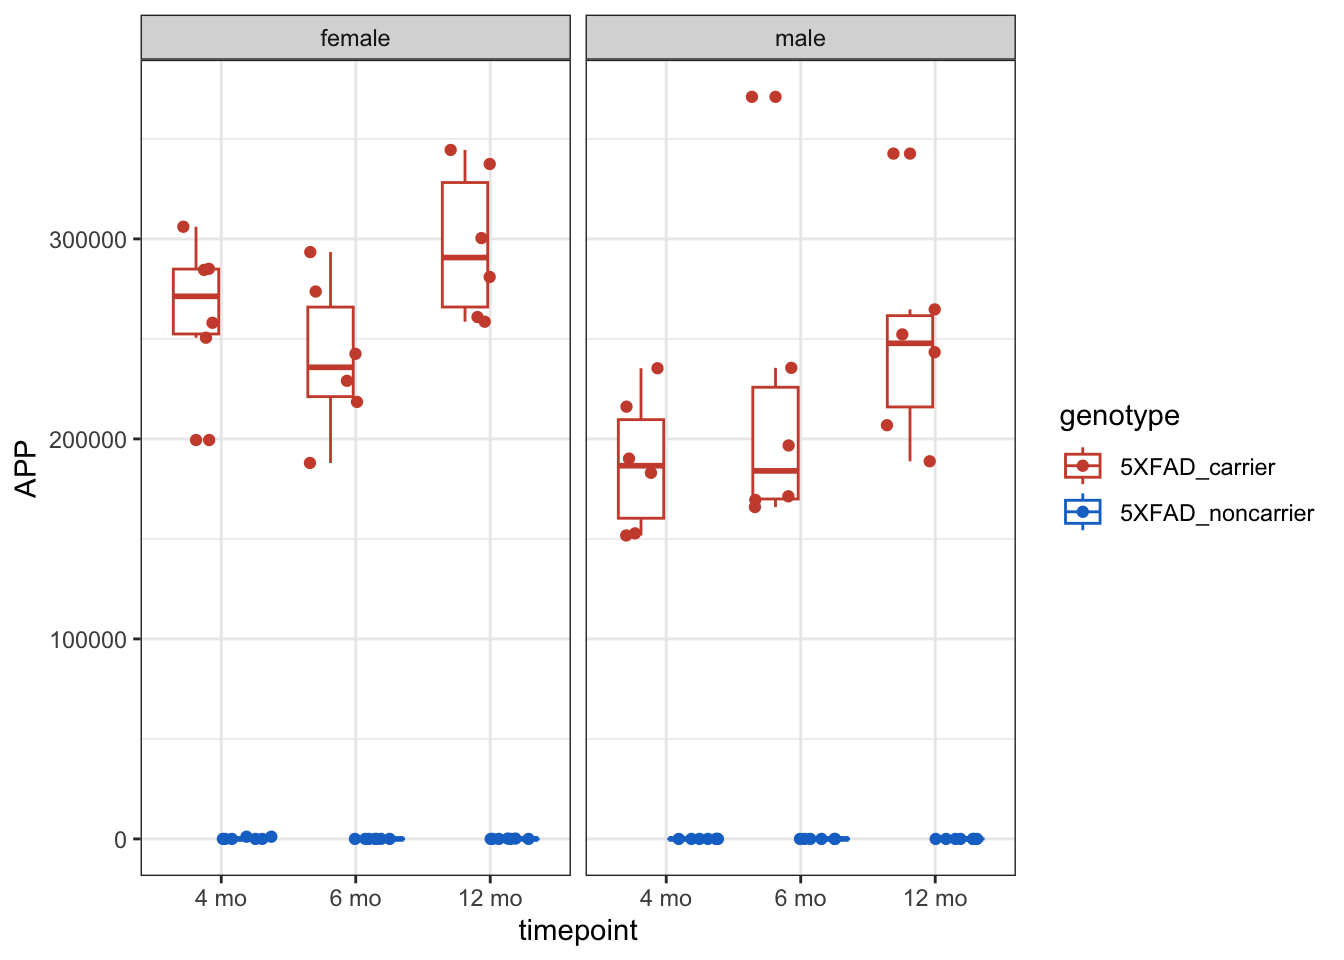 female
male
APP
300000
200000
100000
0
4 mo
6 mo
12 mo
4 mo
6 mo
12 mo
timepoint
genotype
5XFAD_carrier
5XFAD_noncarrier